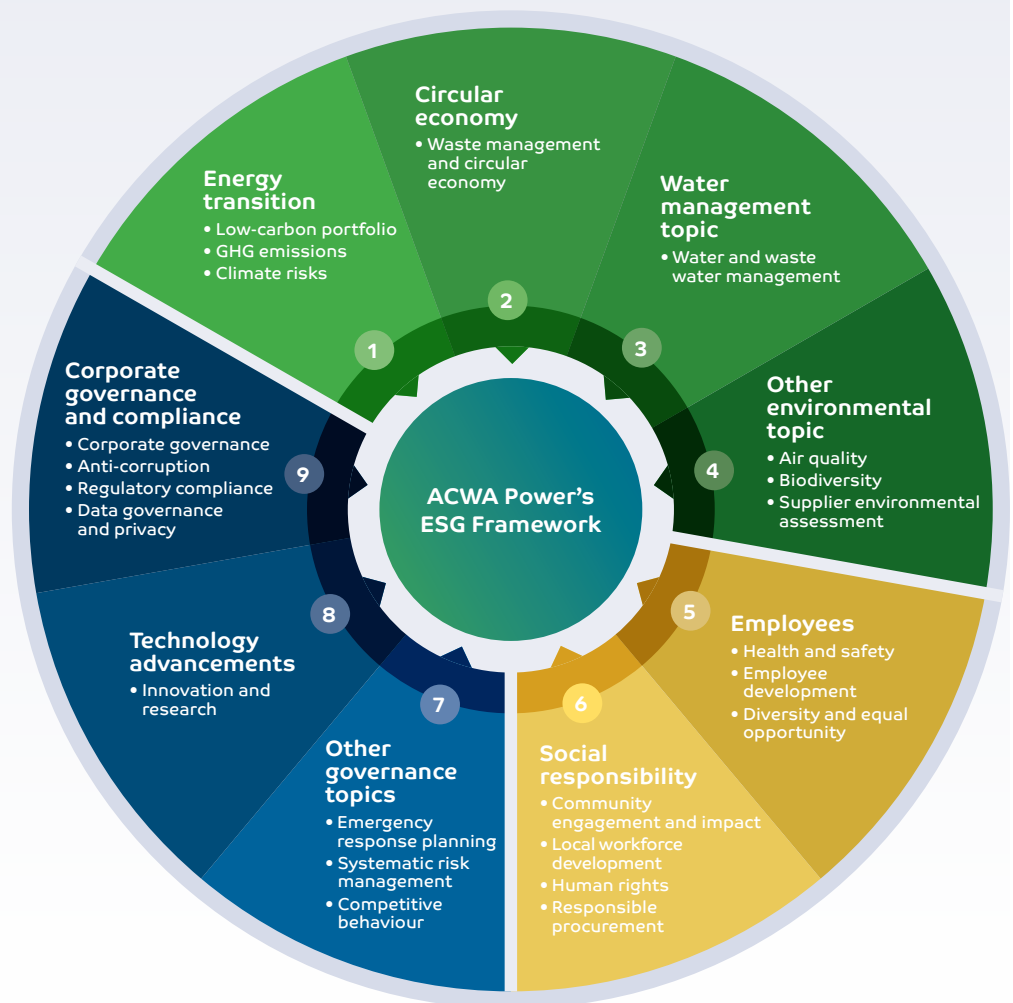 ACWA Power's
ESG Framework
1
Energy
transition
• Low-carbon portfolio
• GHG emissions
• Climate risks
2
Circular
economy
• Waste management
and circular
economy
3
Water
management
topic
• Water and waste
water management
4
Other
environmental
topic
• Air quality
• Biodiversity
• Supplier environmental
assessment
5
Employees
• Health and safety
• Employee
development
• Diversity and equal
opportunity
6
Social
responsibility
• Community
engagement and impact
• Local workforce
development
• Human rights
• Responsible
procurement
7
Other
governance
topics
• Emergency
response planning
• Systematic risk
management
• Competitive
behaviour
8
Technology
advancements
• Innovation and
research
9
Corporate
governance
and compliance
• Corporate governance
• Anti-corruption
• Regulatory compliance
• Data governance
and privacy